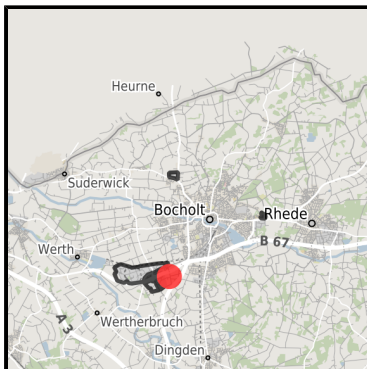 Heurne
Suderwick
Bocholt
Rhede
B 67
Werth
A 3
Wertherbruch
Dingden